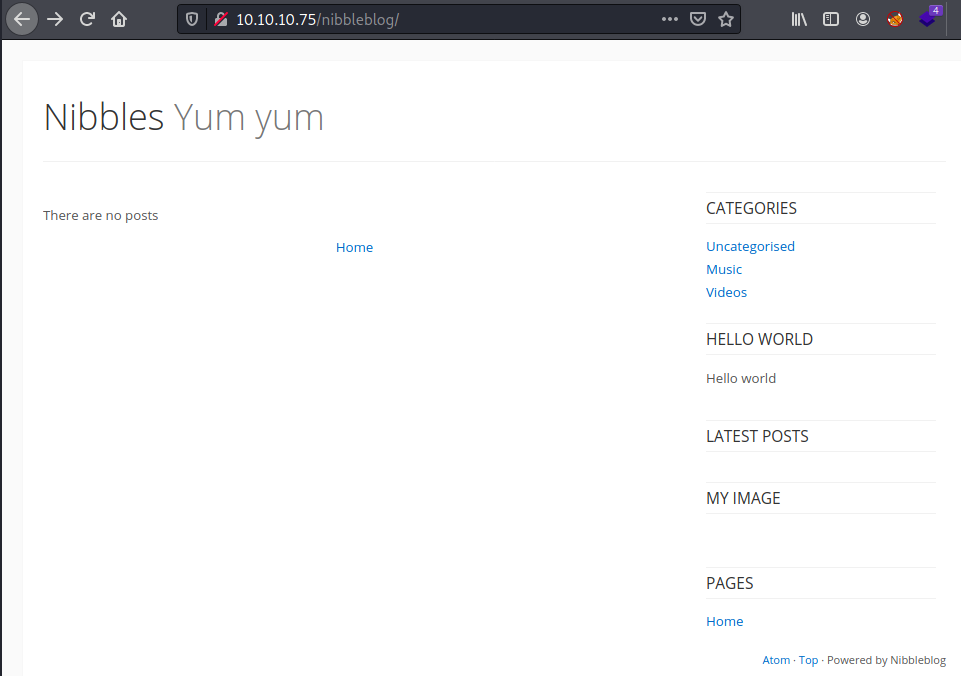 10.10.10.75/nibbleblog/
4
Nibbles Yum yum
There are no posts
Home
CATEGORIES
Uncategorised
Music
Videos
HELLO WORLD
Hello world
LATEST POSTS
MY IMAGE
PAGES
Home
Atom · Top · Powered by Nibbleblog